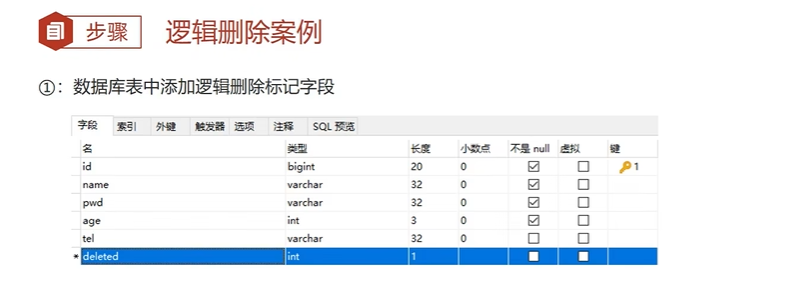 步骤 逻辑删除案例
①：数据库表中添加逻辑删除标记字段
字段 索引 外键 触发器 选项 注释 SQL 预览
名 类型 长度 小数点 不是 null 虚拟 键
id bigint 20 0 1
name varchar 32 0
pwd varchar 32 0
age int 3 0
tel varchar 32 0
*deleted int 1